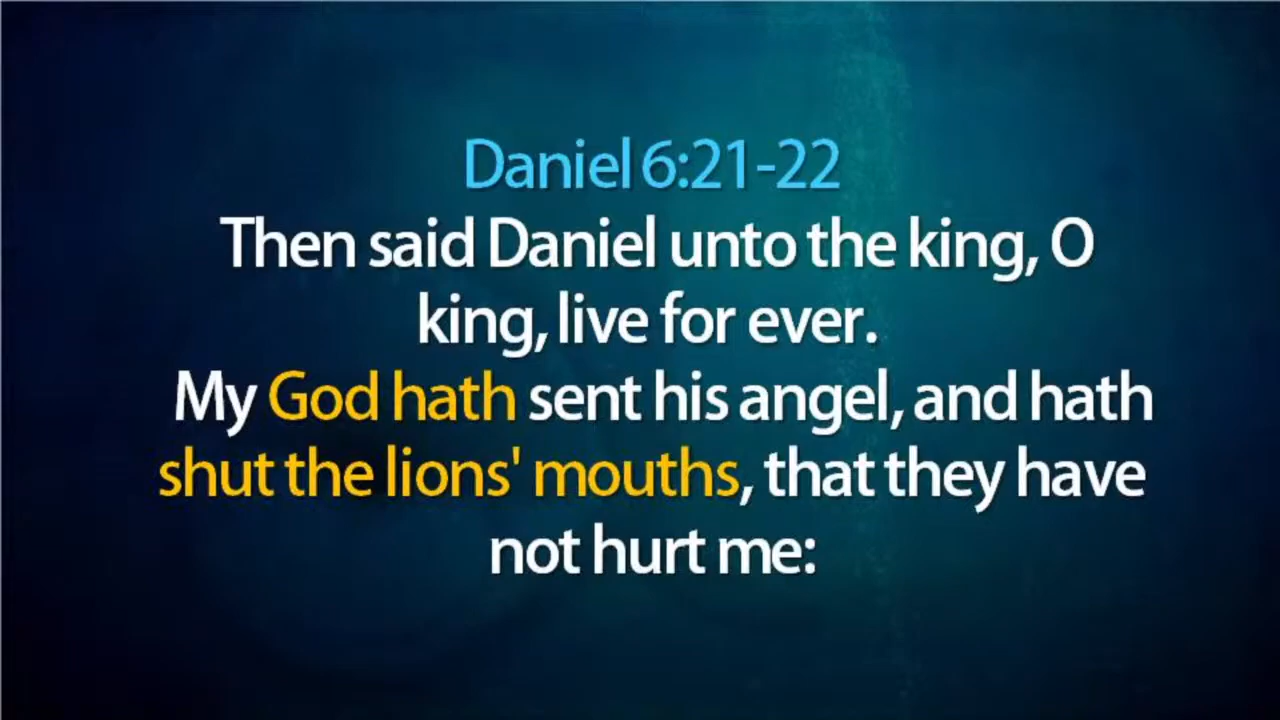 Daniel 6:21-22
Then said Daniel unto the king, O
king, live for ever.
My God hath sent his angel, and hath
shut the lions' mouths, that they have
not hurt me: